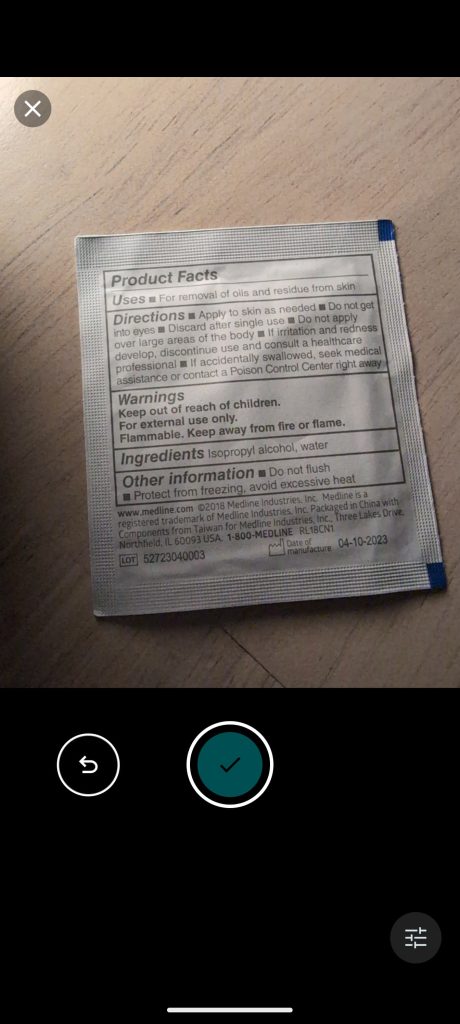 Product Facts
Uses ■ For removal of oils and residue from skin
Directions ■ Apply to skin as needed ■ Do not get
into eyes ■ Discard after single use ■ Do not apply
over large areas of the body ■ If irritation and redness
develop, discontinue use and consult a healthcare
professional ■ If accidentally swallowed, seek medical
assistance or contact a Poison Control Center right away
Warnings
Keep out of reach of children.
For external use only.
Flammable. Keep away from fire or flame.
Ingredients Isopropyl alcohol, water
Other information ■ Do not flush
■ Protect from freezing, avoid excessive heat
www.medline.com ©2018 Medline Industries, Inc. Medline is a
registered trademark of Medline Industries, Inc. Packaged in China with
Components from Taiwan for Medline Industries, Inc., Three Lakes Drive,
Northfield, IL 60093 USA. 1-800-MEDLINE RL18CN1
LOT 52723040003
Date of
manufacture 04-10-2023